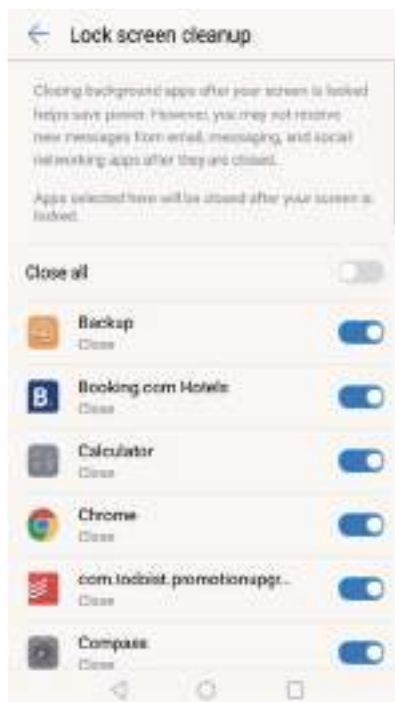 Lock screen cleanup
Closing background apps after your screen is locked
helps save power. However, you may not receive
new messages from email, messaging, and social
networking apps after they are closed.
Apps selected here will be closed after your screen is
locked.
Close all
Backup
Close
B
Booking.com Hotels
Close
Calculator
Close
Chrome
Close
com.todoist.promotionupgr...
Close
Compass
Close